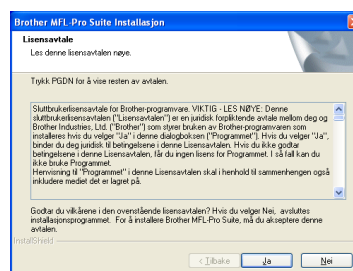 Brother MFL-Pro Suite Installasjon
Lisensavtale
Les denne lisensavtalen nøye.
Trykk PGDN for å vise resten av avtalen.
Sluttbrukerlisensavtale for Brother-programvare. VIKTIG - LES NØYE: Denne
sluttbrukerlisensavtalen ("Lisensavtalen") er en juridisk forpliktende avtale mellom deg og
Brother Industries, Ltd. ("Brother") som styrer bruken av Brother-programvaren som
installeres hvis du velger "Ja" i denne dialogboksen ("Programmet"). Hvis du velger "Ja",
binder du deg juridisk til betingelsene i denne Lisensavtalen. Hvis du ikke godtar
betingelsene i denne Lisensavtalen, får du ingen lisens for Programmet. I så fall kan du
ikke bruke Programmet.
Henvisning til "Programmet" i denne Lisensavtalen skal i henhold til sammenhengen også
inkludere mediet det er lagret på.
Godtar du vilkårene i den ovenstående lisensavtalen? Hvis du velger Nei, avsluttes
installasjonsprogrammet. For å installere Brother MFL-Pro Suite, må du akseptere denne
avtalen.
InstallShield
< Tilbake
Ja
Nei